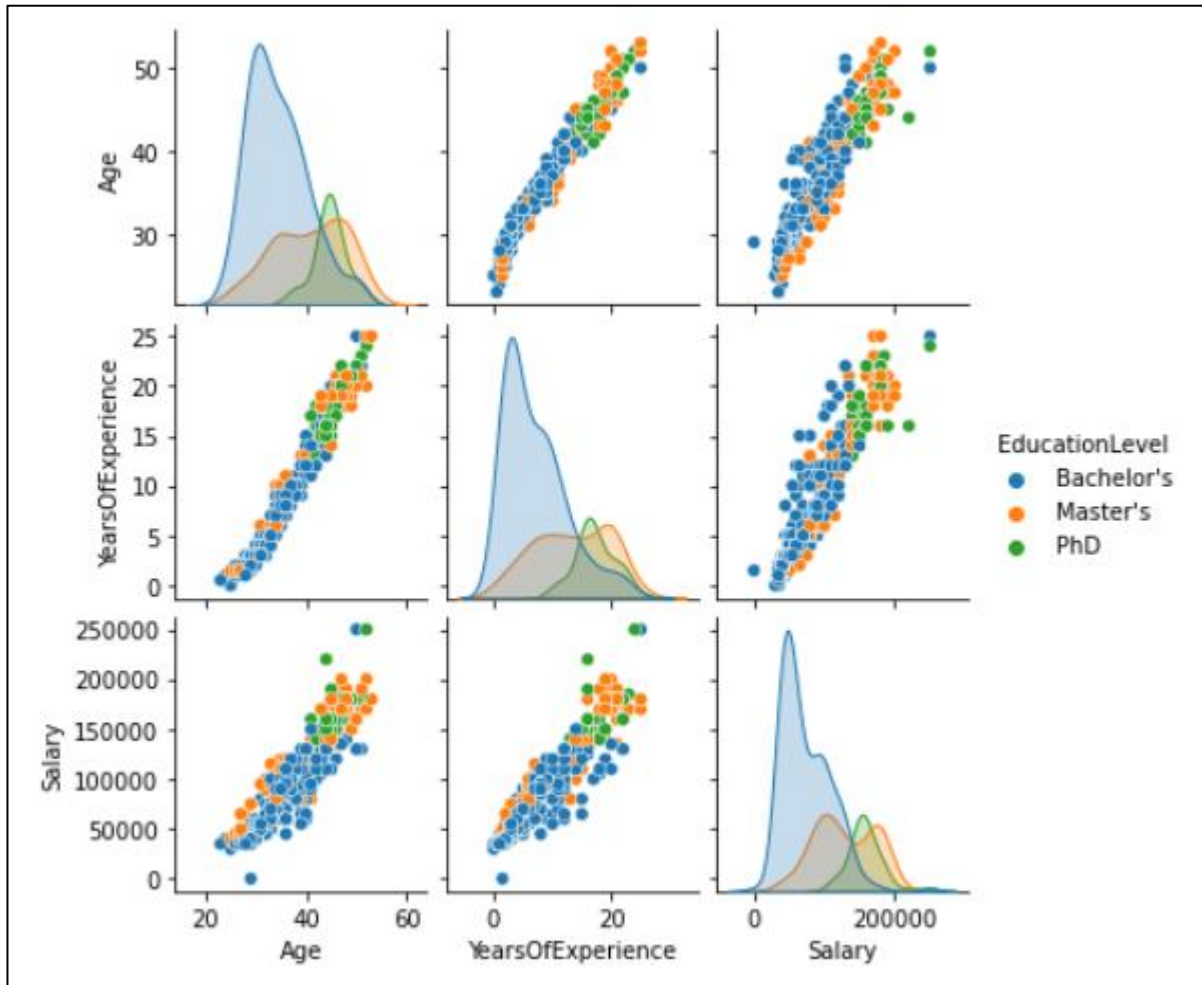 Age
50
40
30
YearsOfExperience
25
20
15
10
5
0
EducationLevel
Bachelor's
Master's
PhD
Salary
250000
200000
150000
100000
50000
0
20 40 60
Age
0 20
YearsOfExperience
0 200000
Salary